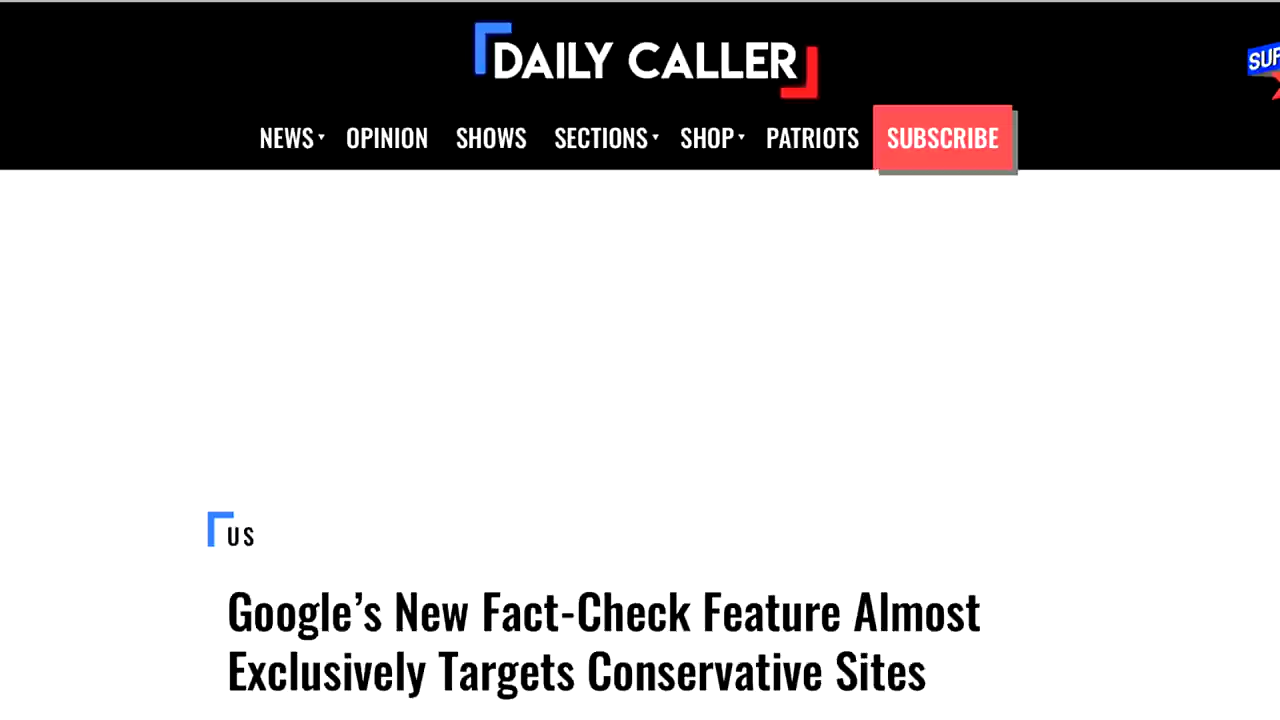 DAILY CALLER
NEWS OPINION SHOWS SECTIONS SHOP PATRIOTS SUBSCRIBE
US
Google’s New Fact-Check Feature Almost
Exclusively Targets Conservative Sites